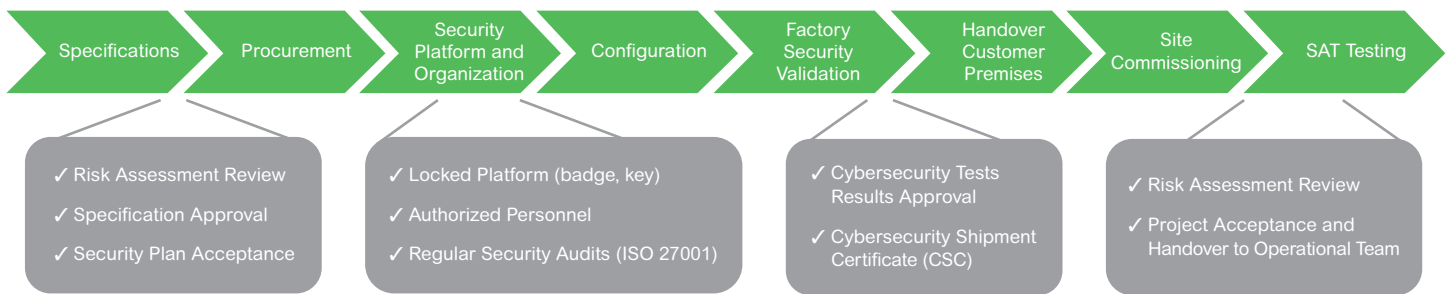 Specifications
Procurement
Security
Platform and
Organization
Configuration
Factory
Security
Validation
Handover
Customer
Premises
Site
Commissioning
SAT Testing
✓ Risk Assessment Review
✓ Specification Approval
✓ Security Plan Acceptance
✓ Locked Platform (badge, key)
✓ Authorized Personnel
✓ Regular Security Audits (ISO 27001)
✓ Cybersecurity Tests
Results Approval
✓ Cybersecurity Shipment
Certificate (CSC)
✓ Risk Assessment Review
✓ Project Acceptance and
Handover to Operational Team